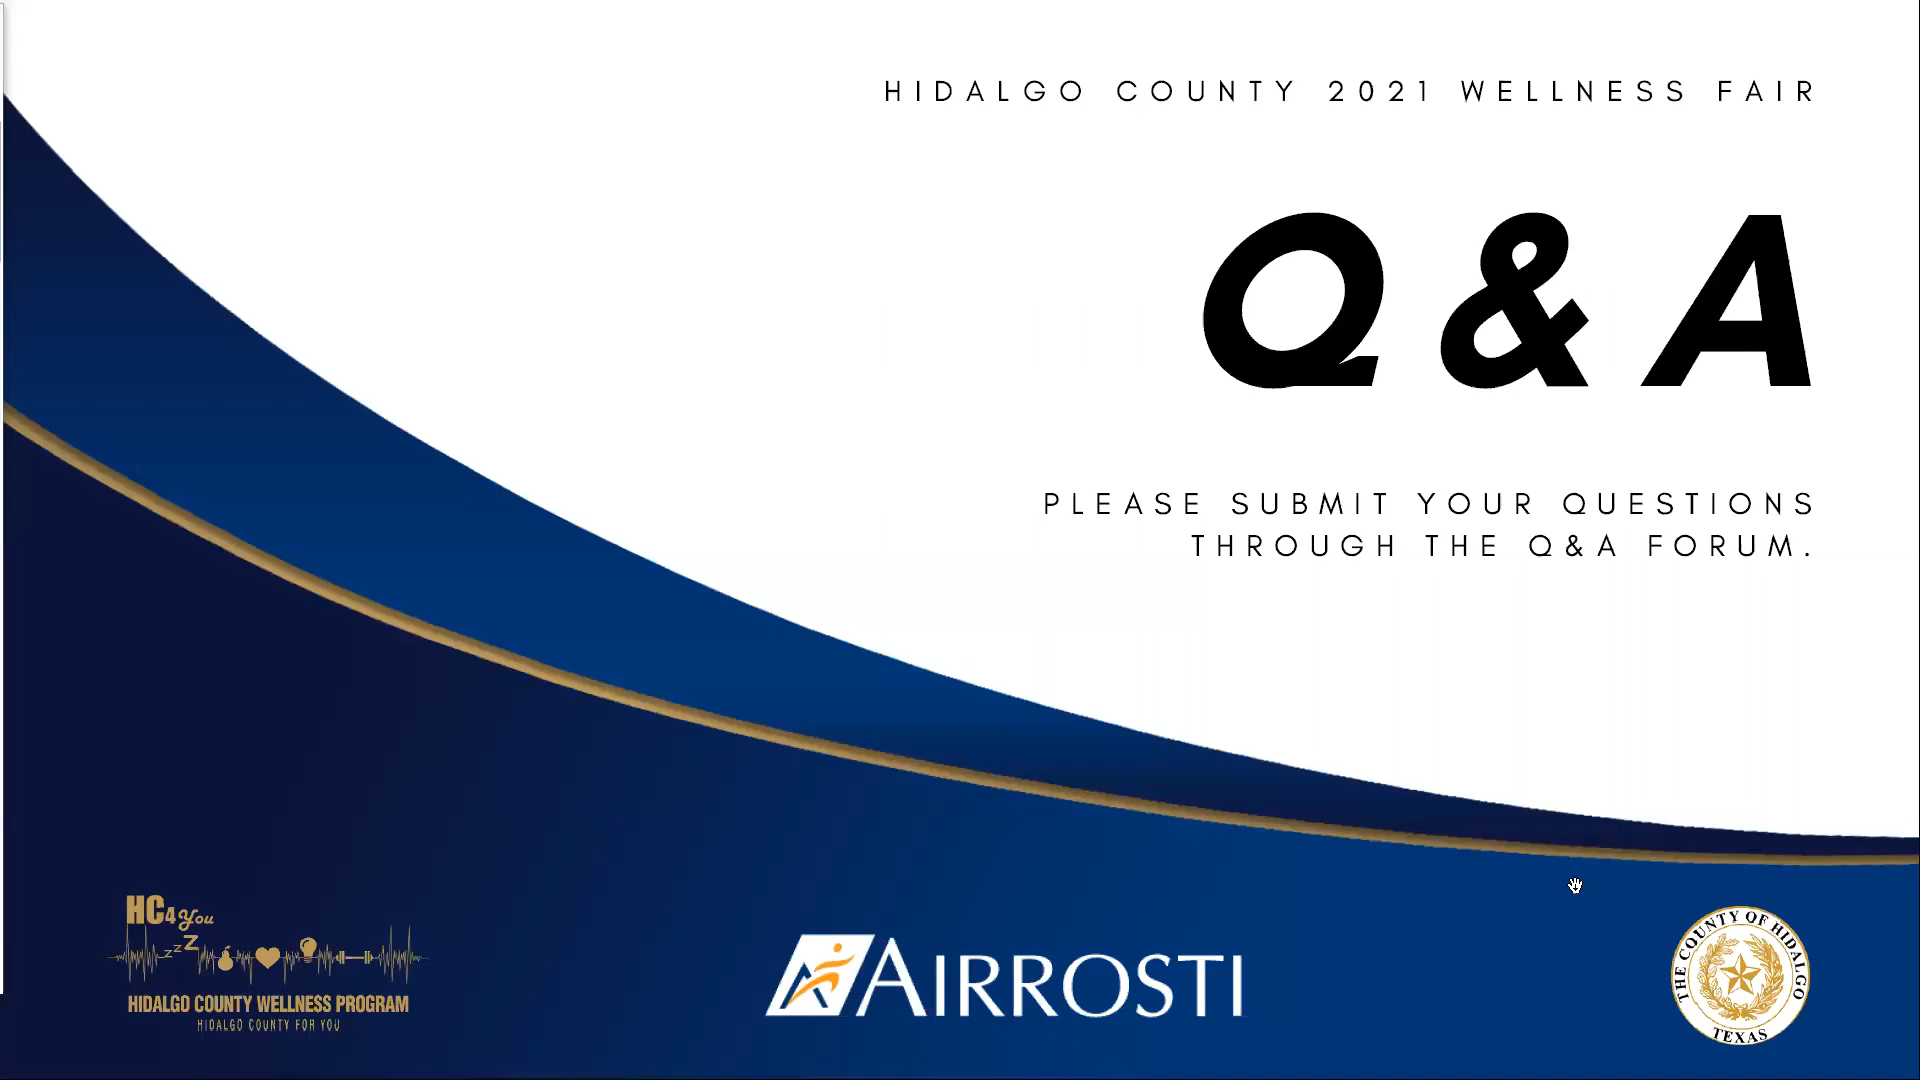 HIDALGO COUNTY 2021 WELLNESS FAIR
Q & A
PLEASE SUBMIT YOUR QUESTIONS
THROUGH THE Q&A FORUM.
HC4You
zzZ
HIDALGO COUNTY WELLNESS PROGRAM
HIDALGO COUNTY FOR YOU
AIRROSTI
THE COUNTY OF HIDALGO
TEXAS